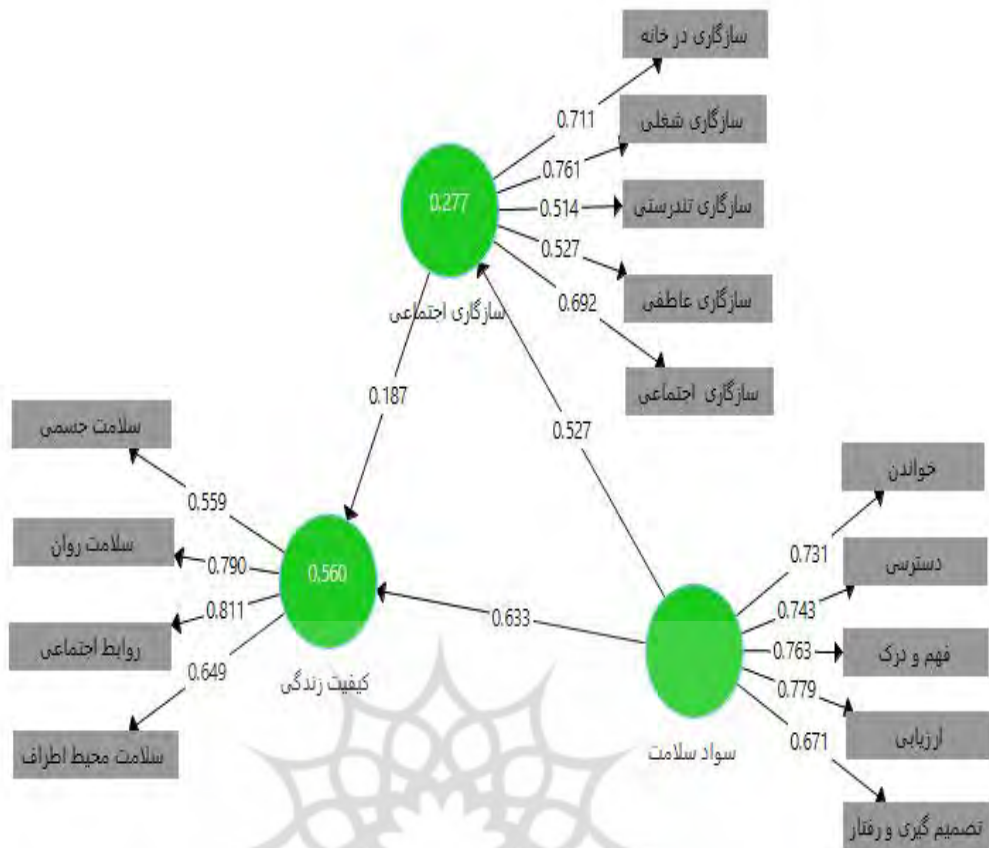 سازگاری در خانه
0.711
سازگاری شغلی
0.761
0.277
سازگاری تندرستی
0.514
0.527
سازگاری عاطفی
0.692
سازگاری اجتماعی
سازگاری اجتماعی
0.187
0.527
سلامت جسمی
0.559
خواندن
0.731
سلامت روان
0.790
0.560
دسترسی
0.743
0.811
0.633
روابط اجتماعی
0.649
فهم و درک
0.763
0.779
کیفیت زندگی
ارزیابی
0.671
سلامت محیط اطراف
سواد سلامت
تصمیم گیری و رفتار